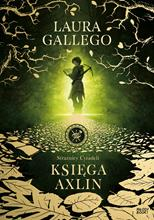 LAURA
GALLEGO
Strażnicy Cytadeli
KSIĘGA
AXLIN